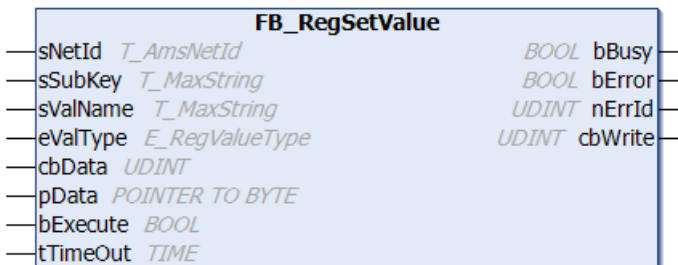 FB_RegSetValue
sNetId T_AmsNetId BOOL bBusy
sSubKey T_MaxString BOOL bError
sValName T_MaxString UDINT nErrId
eValType E_RegValueType UDINT cbWrite
cbData UDINT
pData POINTER TO BYTE
bExecute BOOL
tTimeOut TIME